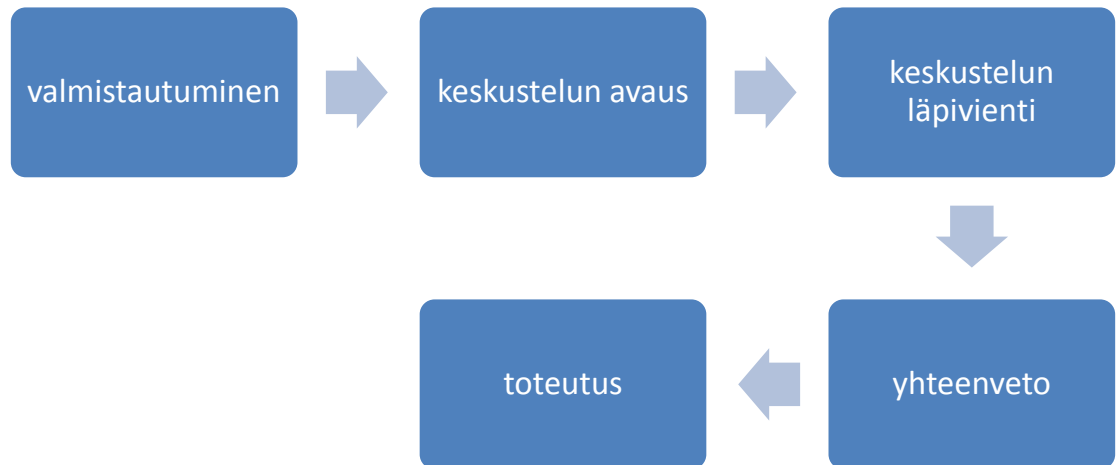 valmistautuminen
keskustelun avaus
keskustelun
läpivienti
yhteenveto
toteutus